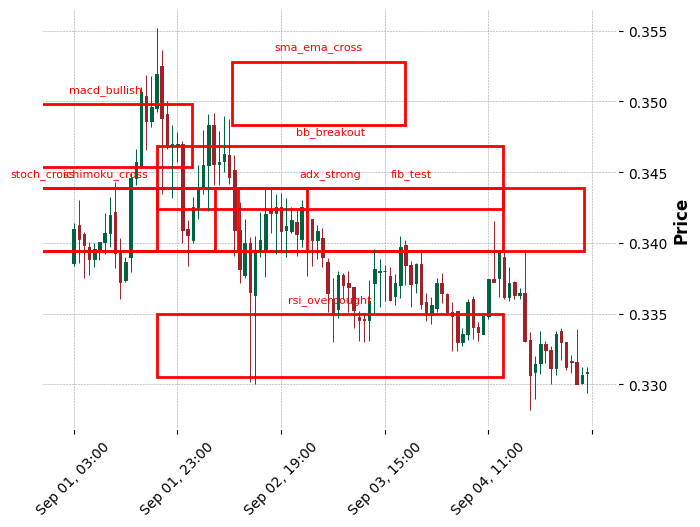 0.355
sma_ema_cross
macd_bullish
0.350
bb_breakout
stoch_cross
ichimoku_cross
adx_strong
fib_test
0.345
0.340
Price
rsi_overbought
0.335
0.330
Sep 01, 03:00
Sep 01, 23:00
Sep 02, 19:00
Sep 03, 15:00
Sep 04, 11:00